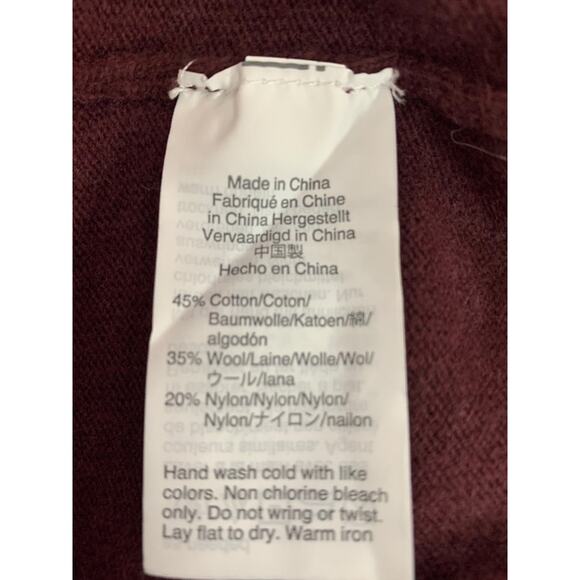 Made in China
Fabriqué en Chine
in China Hergestellt
Vervaardigd in China
中国製
Hecho en China
45% Cotton/Coton/
Baumwolle/Katoen/綿/
algodón
35% Wool/Laine/Wolle/Wol/
ウール/lana
20% Nylon/Nylon/Nylon/
Nylon/ナイロン/nailon
Hand wash cold with like
colors. Non chlorine bleach
only. Do not wring or twist.
Lay flat to dry. Warm iron